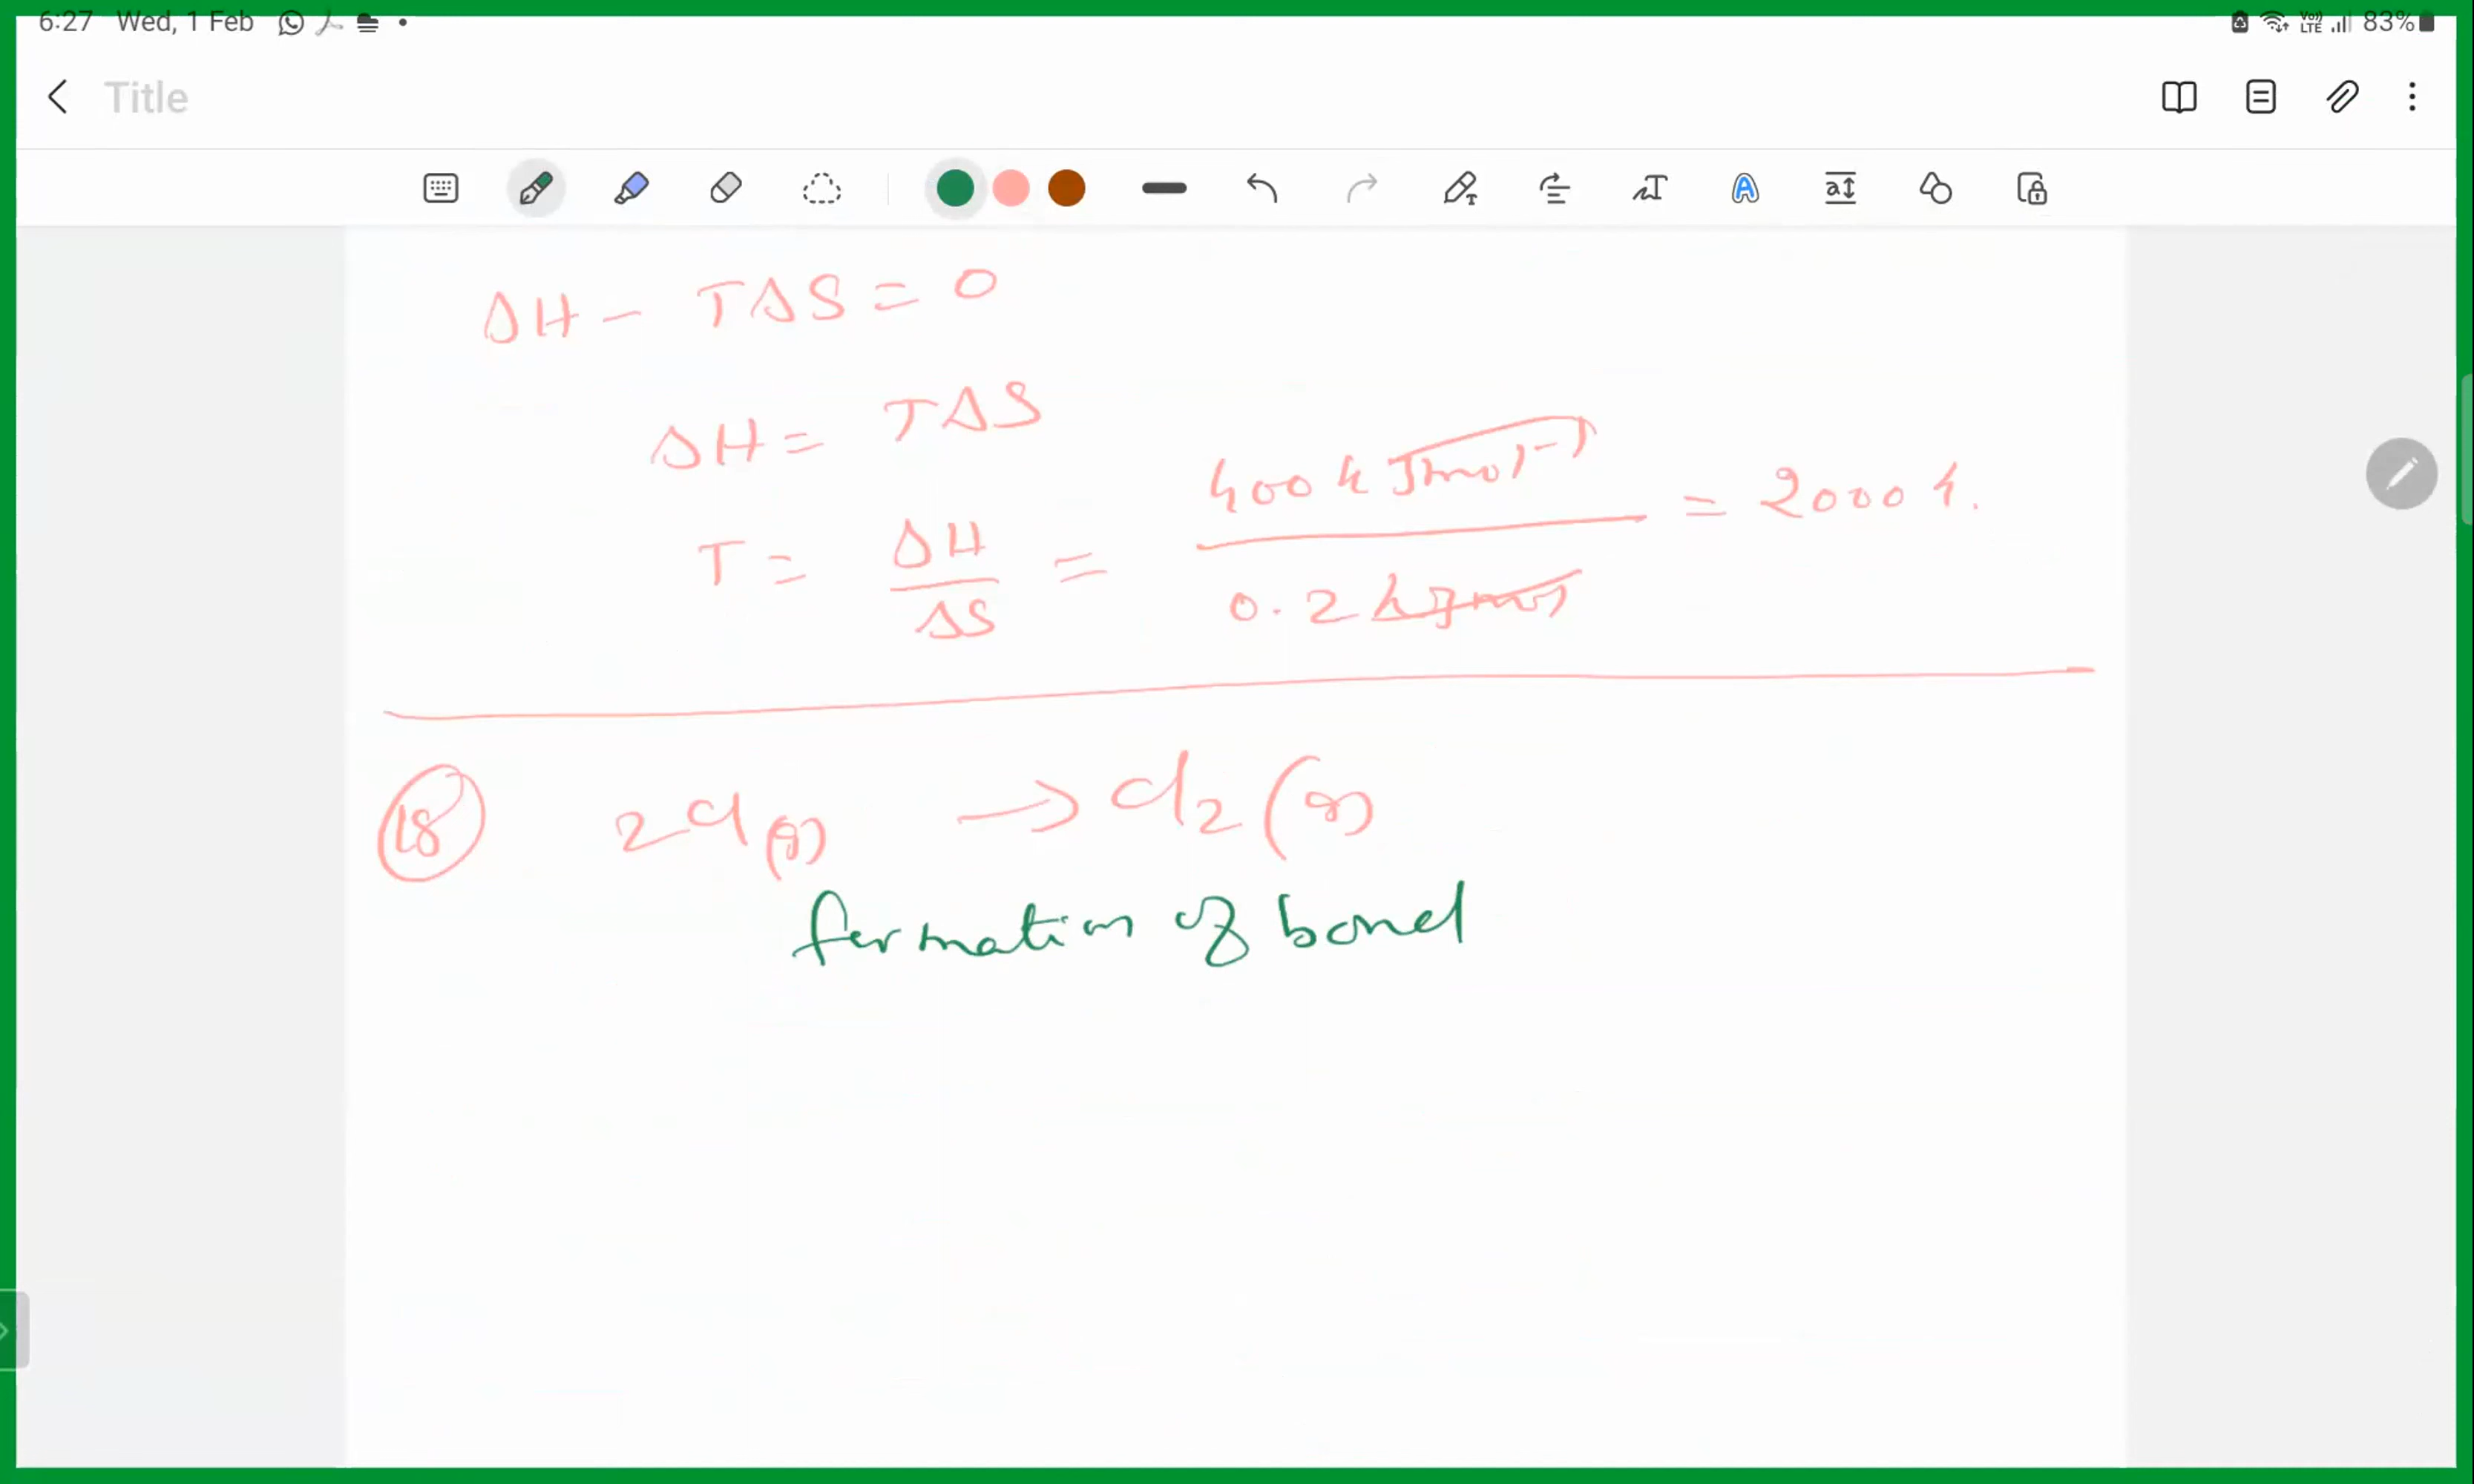 6:27 Wed, 1 Feb 83%
Title
ΔH - TΔS = 0
ΔH = TΔS
T = ΔH/ΔS = 400 kJ mol-1 / 0.2 kJ mol = 2000 k.
18 2Cl(g) → Cl2(g)
formation of bond